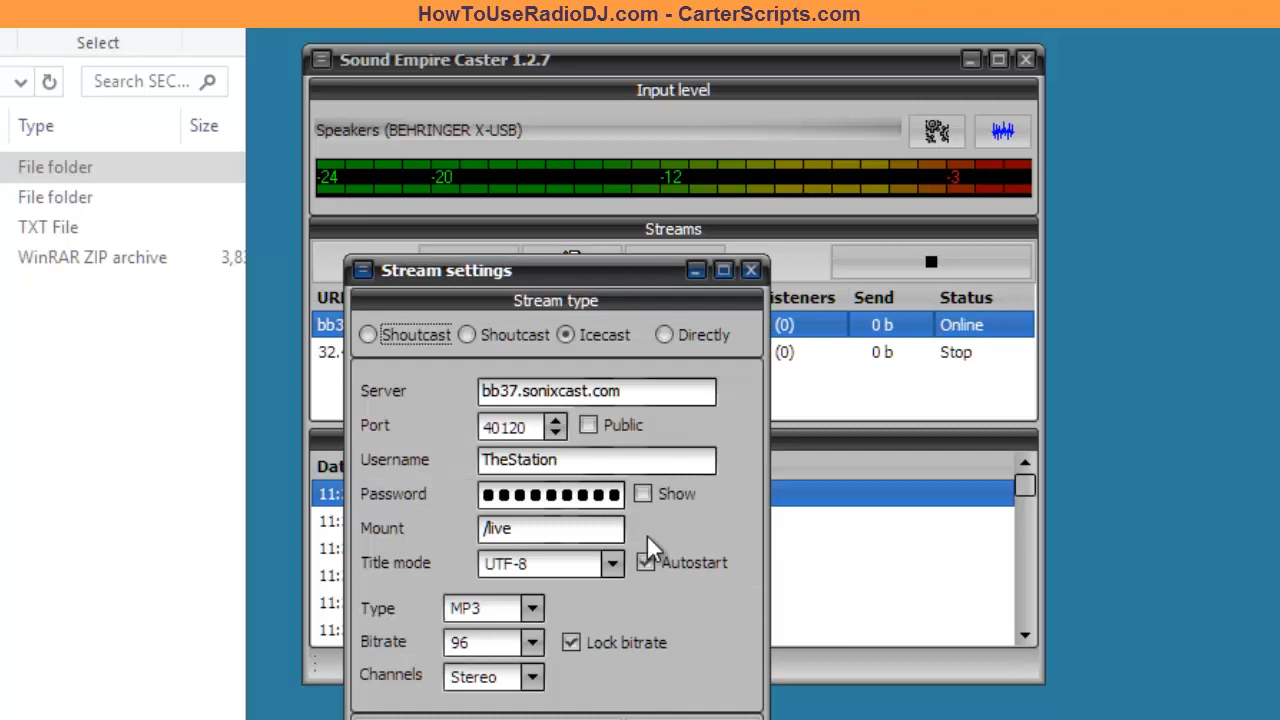 HowToUseRadioDJ.com - CarterScripts.com
Select
Search SEC...
Type Size
File folder
File folder
TXT File
WinRAR ZIP archive 3,83
Sound Empire Caster 1.2.7
Input level
Speakers (BEHRINGER X-USB)
-24 -20 -12 -3
Streams
Send Status
(0) 0 b Online
(0) 0 b Stop
Stream settings
Stream type
Shoutcast Shoutcast Icecast Directly
Server bb37.sonixcast.com
Port 40120 Public
Username TheStation
Password Show
Mount /live
Title mode UTF-8 Autostart
Type MP3
Bitrate 96 Lock bitrate
Channels Stereo